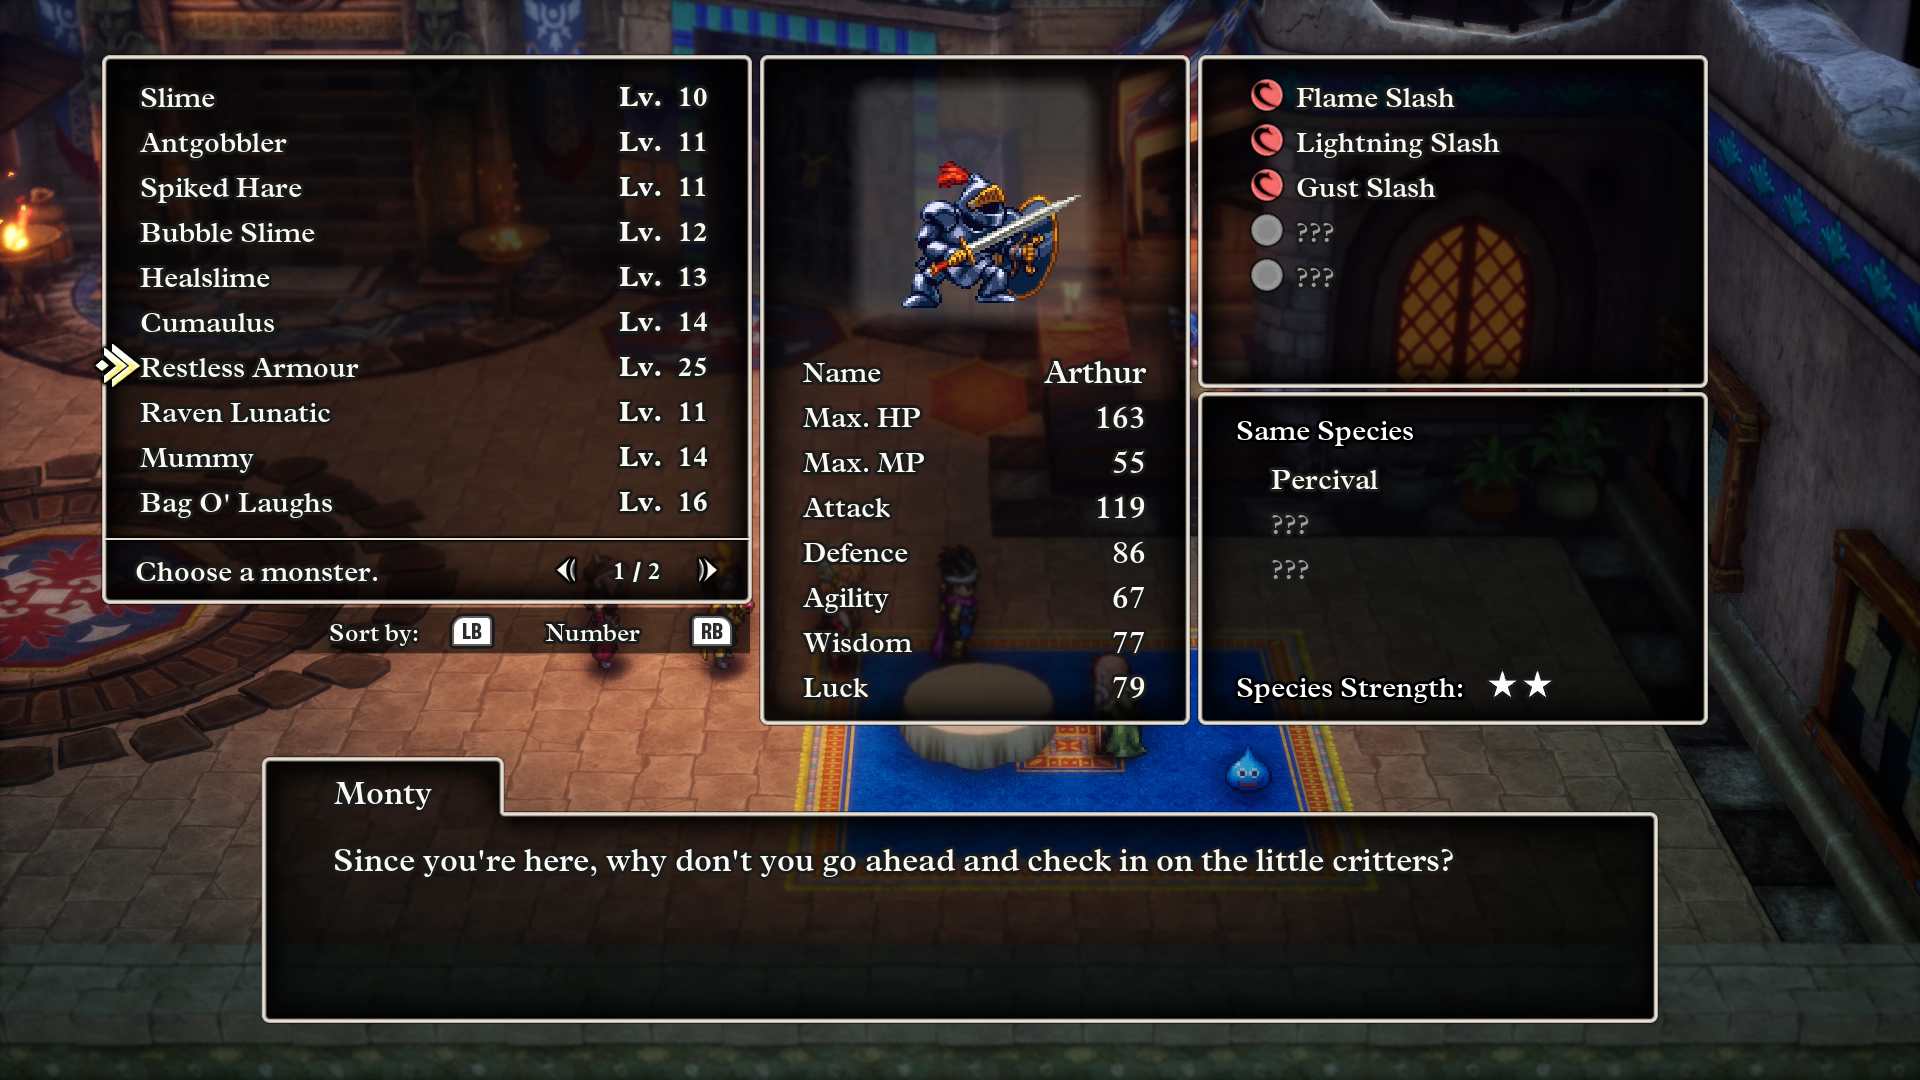 Slime Lv. 10
Antgobbler Lv. 11
Spiked Hare Lv. 11
Bubble Slime Lv. 12
Healslime Lv. 13
Cumaulus Lv. 14
Restless Armour Lv. 25
Raven Lunatic Lv. 11
Mummy Lv. 14
Bag O' Laughs Lv. 16
Choose a monster. 1 / 2
Sort by: LB Number RB
Name Arthur
Max. HP 163
Max. MP 55
Attack 119
Defence 86
Agility 67
Wisdom 77
Luck 79
Flame Slash
Lightning Slash
Gust Slash
???
???
Same Species
Percival
???
???
Species Strength: ★★
Monty
Since you're here, why don't you go ahead and check in on the little critters?